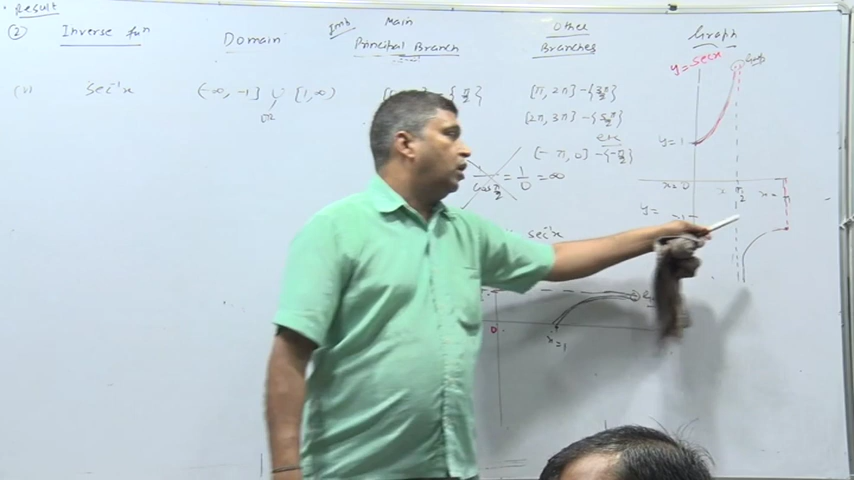 Result
② Inverse fun Domain Imb Main Principal Branch Other Branches Graph
y = secx
(v) sec⁻¹x (-∞, -1] ∪ [1, ∞) - {π/2} [π, 2π] - {3π/2}
or
[2π, 3π] - {5π/2}
etc
[-π, 0] - {-π/2}
y = 1
cos π/2 = 1/0 = ∞
x = 0 x π/2 x = π
y =
sec⁻¹x
0
x = 1